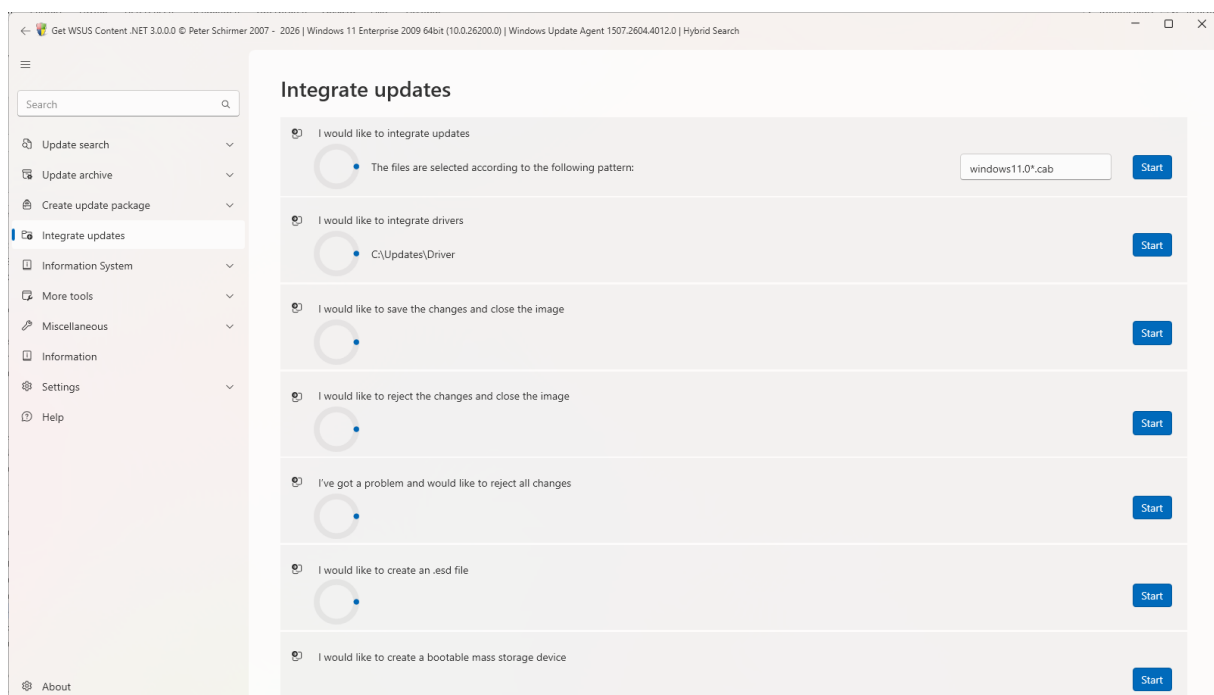 Get WSUS Content .NET 3.0.0.0 © Peter Schirmer 2007 - 2026 | Windows 11 Enterprise 2009 64bit (10.0.26200.0) | Windows Update Agent 1507.2604.4012.0 | Hybrid Search
Search
Update search
Update archive
Create update package
Integrate updates
Information System
More tools
Miscellaneous
Information
Settings
Help
About
Integrate updates
I would like to integrate updates
The files are selected according to the following pattern:
windows11.0*.cab
Start
I would like to integrate drivers
C:\Updates\Driver
Start
I would like to save the changes and close the image
Start
I would like to reject the changes and close the image
Start
I've got a problem and would like to reject all changes
Start
I would like to create an .esd file
Start
I would like to create a bootable mass storage device
Start